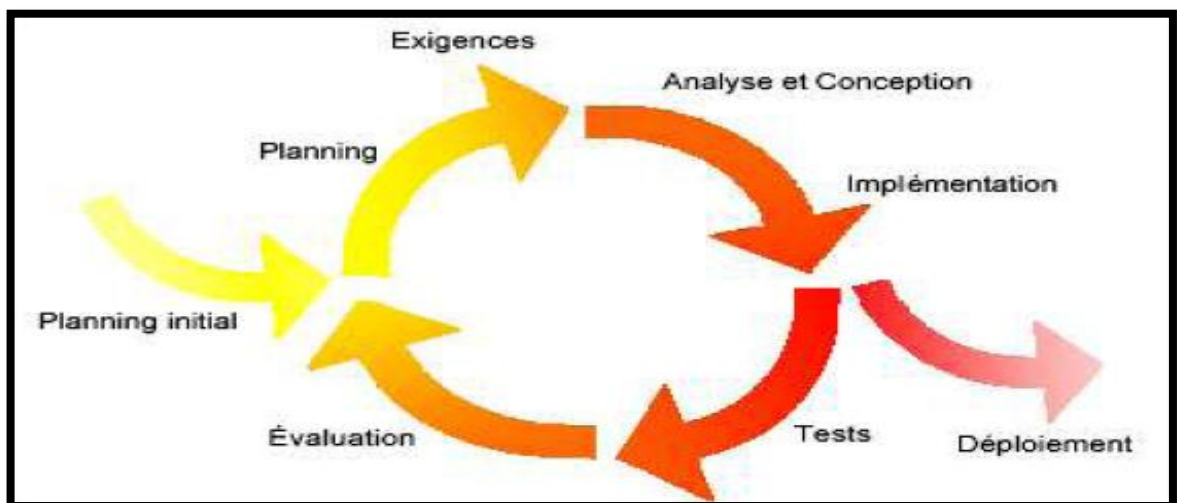 Exigences
Analyse et Conception
Planning
Implémentation
Planning initial
Évaluation
Tests
Déploiement